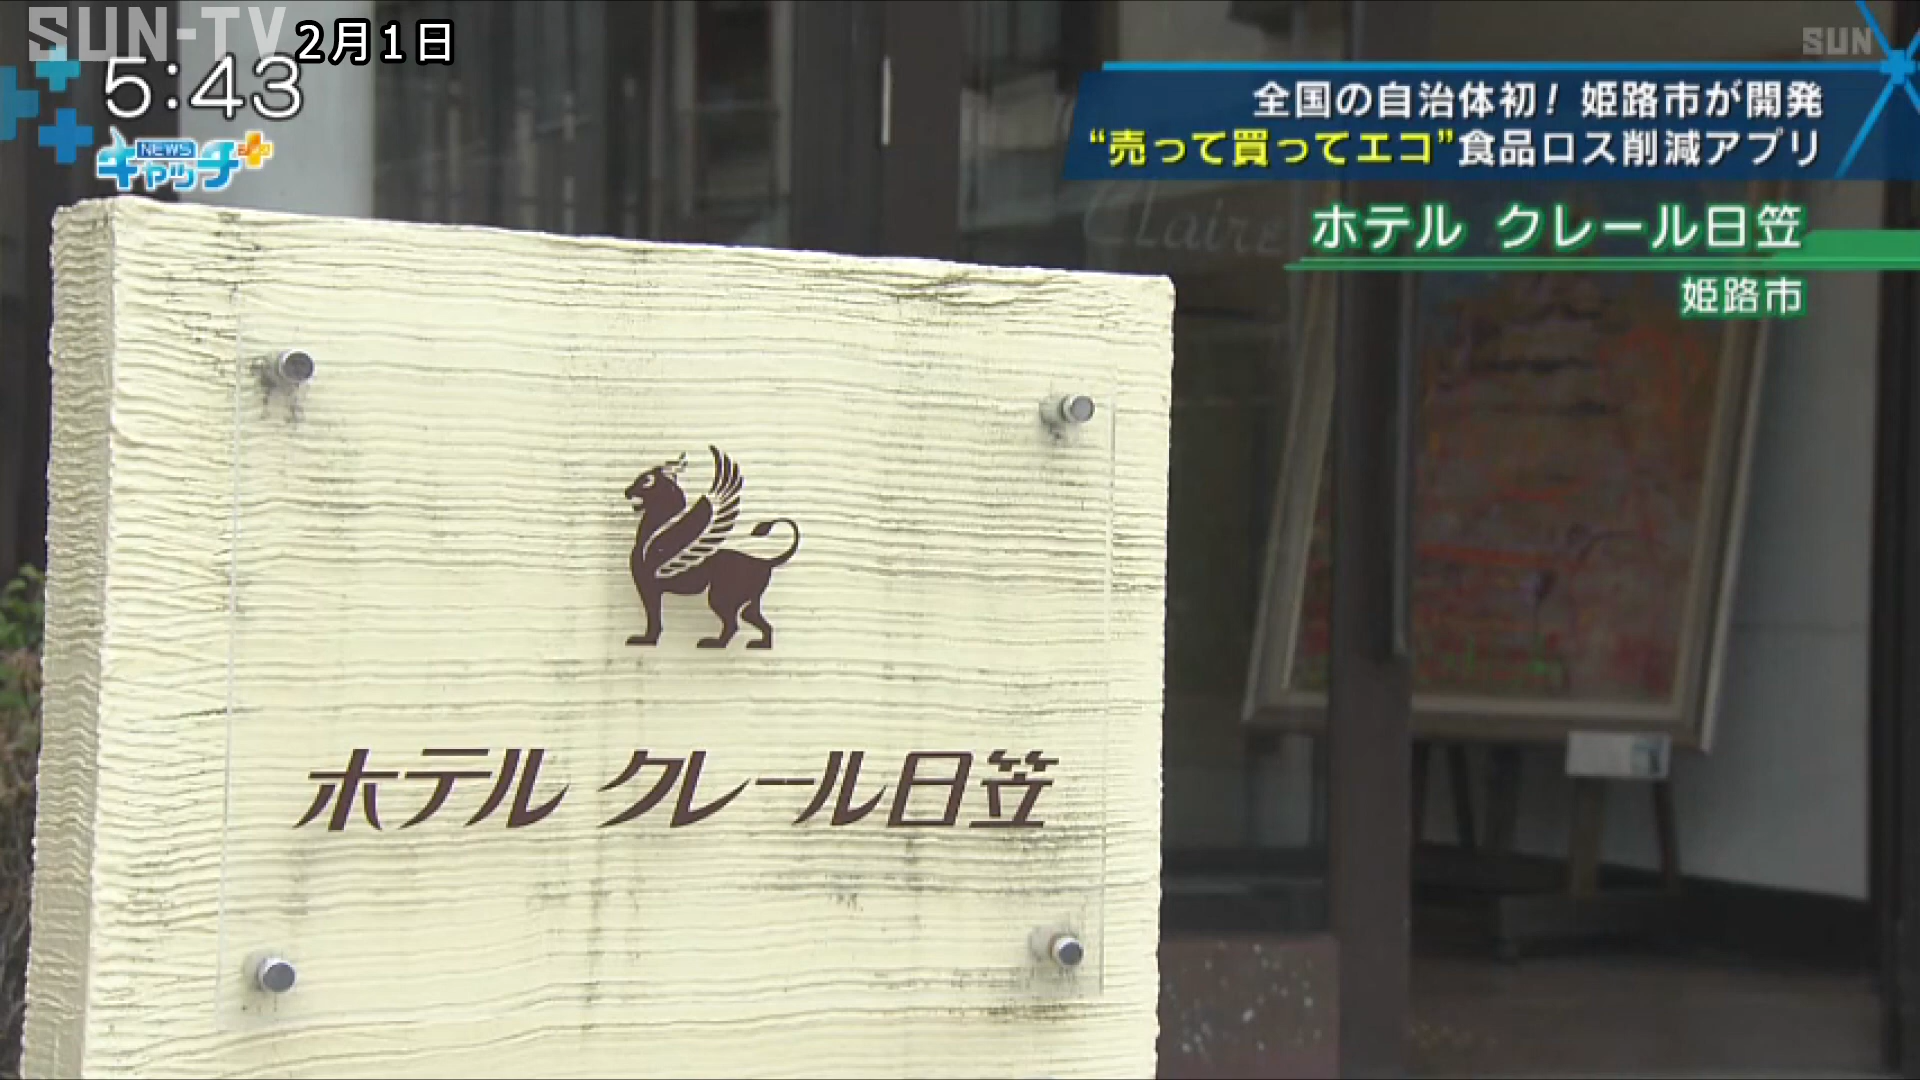 SUN-TV
2月1日
5:43
NEWS
キャッチ
SUN
全国の自治体初！姫路市が開発
“売って買ってエコ”食品ロス削減アプリ
ホテル クレール日笠
姫路市
Claire
ホテル クレール日笠